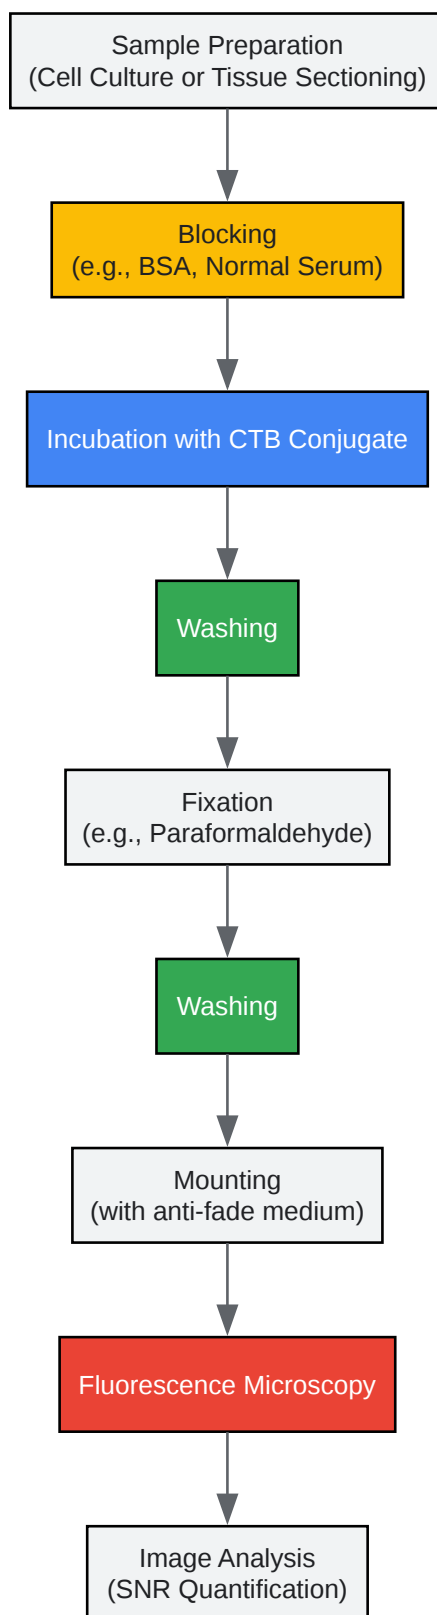 Sample Preparation
(Cell Culture or Tissue Sectioning)
Blocking
(e.g., BSA, Normal Serum)
Incubation with CTB Conjugate
Washing
Fixation
(e.g., Paraformaldehyde)
Washing
Mounting
(with anti-fade medium)
Fluorescence Microscopy
Image Analysis
(SNR Quantification)